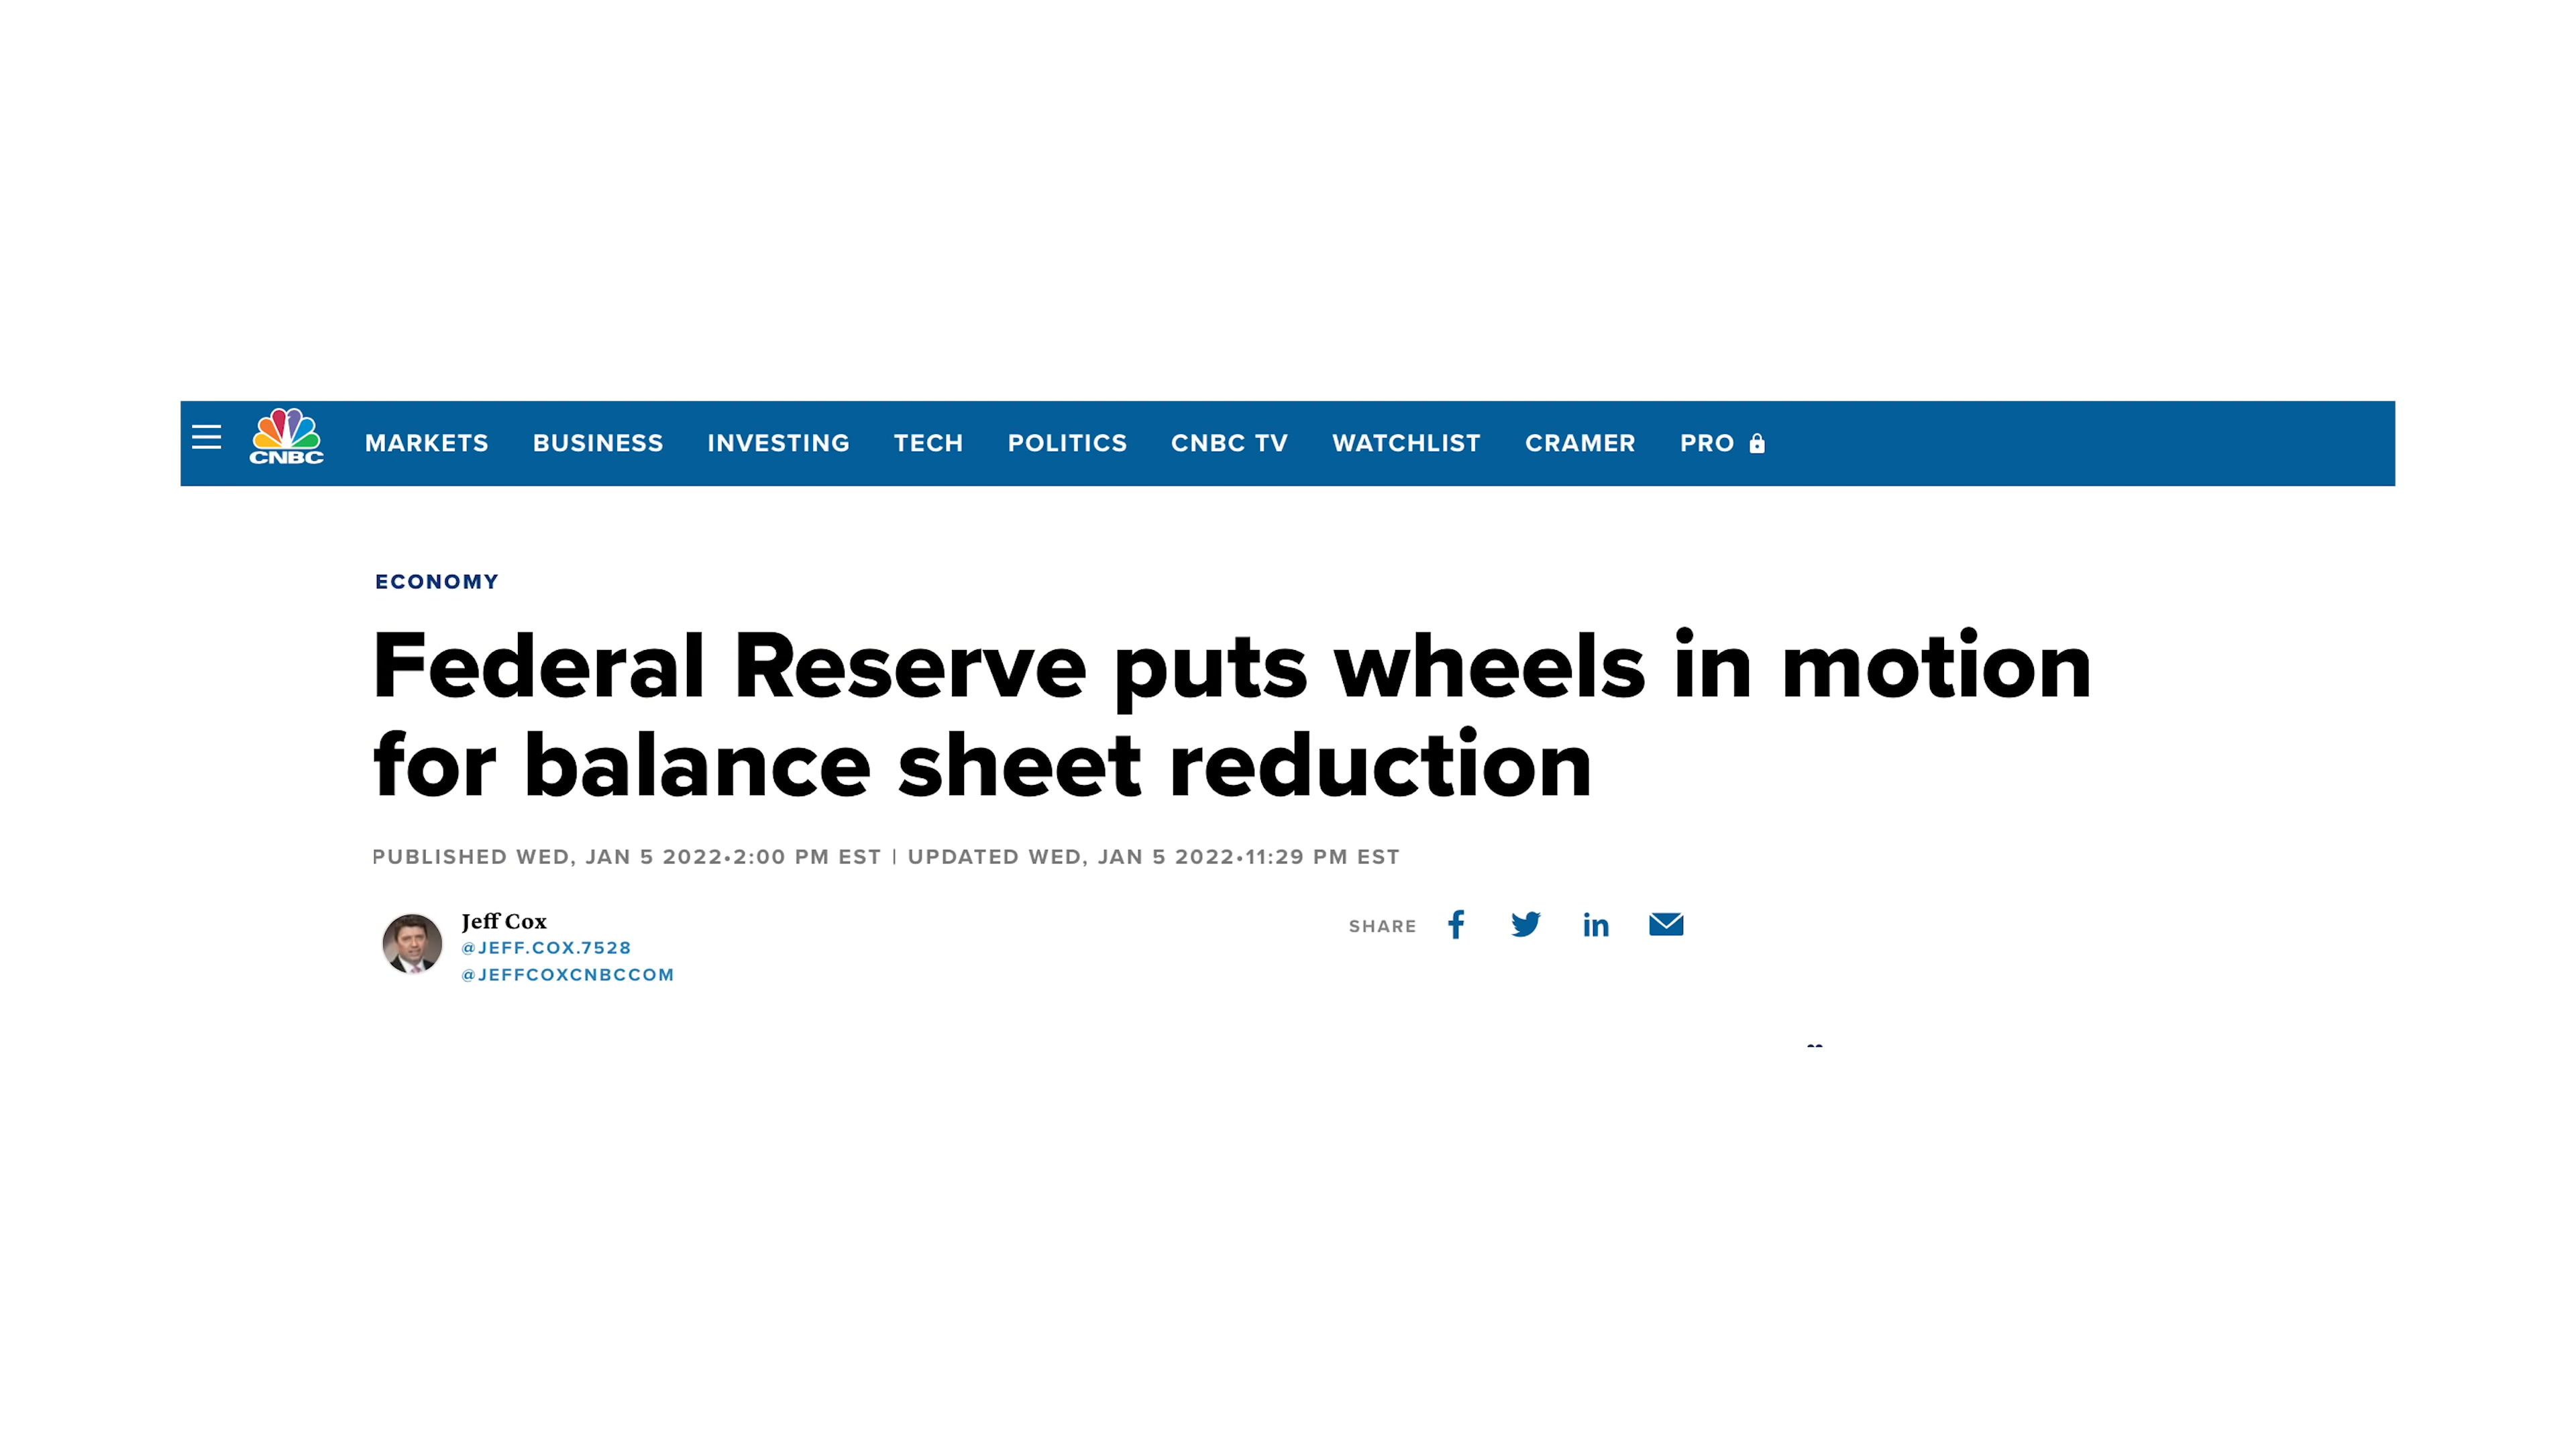 CNBC
MARKETS BUSINESS INVESTING TECH POLITICS CNBC TV WATCHLIST CRAMER PRO
ECONOMY
Federal Reserve puts wheels in motion
for balance sheet reduction
PUBLISHED WED, JAN 5 2022•2:00 PM EST | UPDATED WED, JAN 5 2022•11:29 PM EST
Jeff Cox
@JEFF.COX.7528
@JEFFCOXCNBCCOM
SHARE